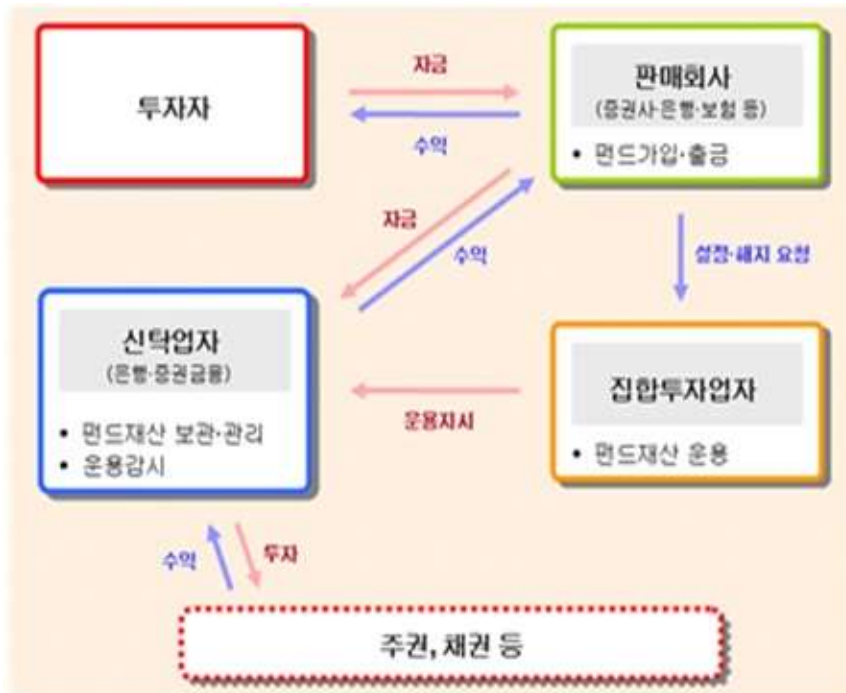 투자자
자금
수익
판매회사
(증권사·은행·보험 등)
• 펀드가입·출금
자금
수익
설정·해지 요청
신탁업자
(은행·증권금융)
• 펀드재산 보관·관리
• 운용감시
운용지시
집합투자업자
• 펀드재산 운용
수익
투자
주권, 채권 등